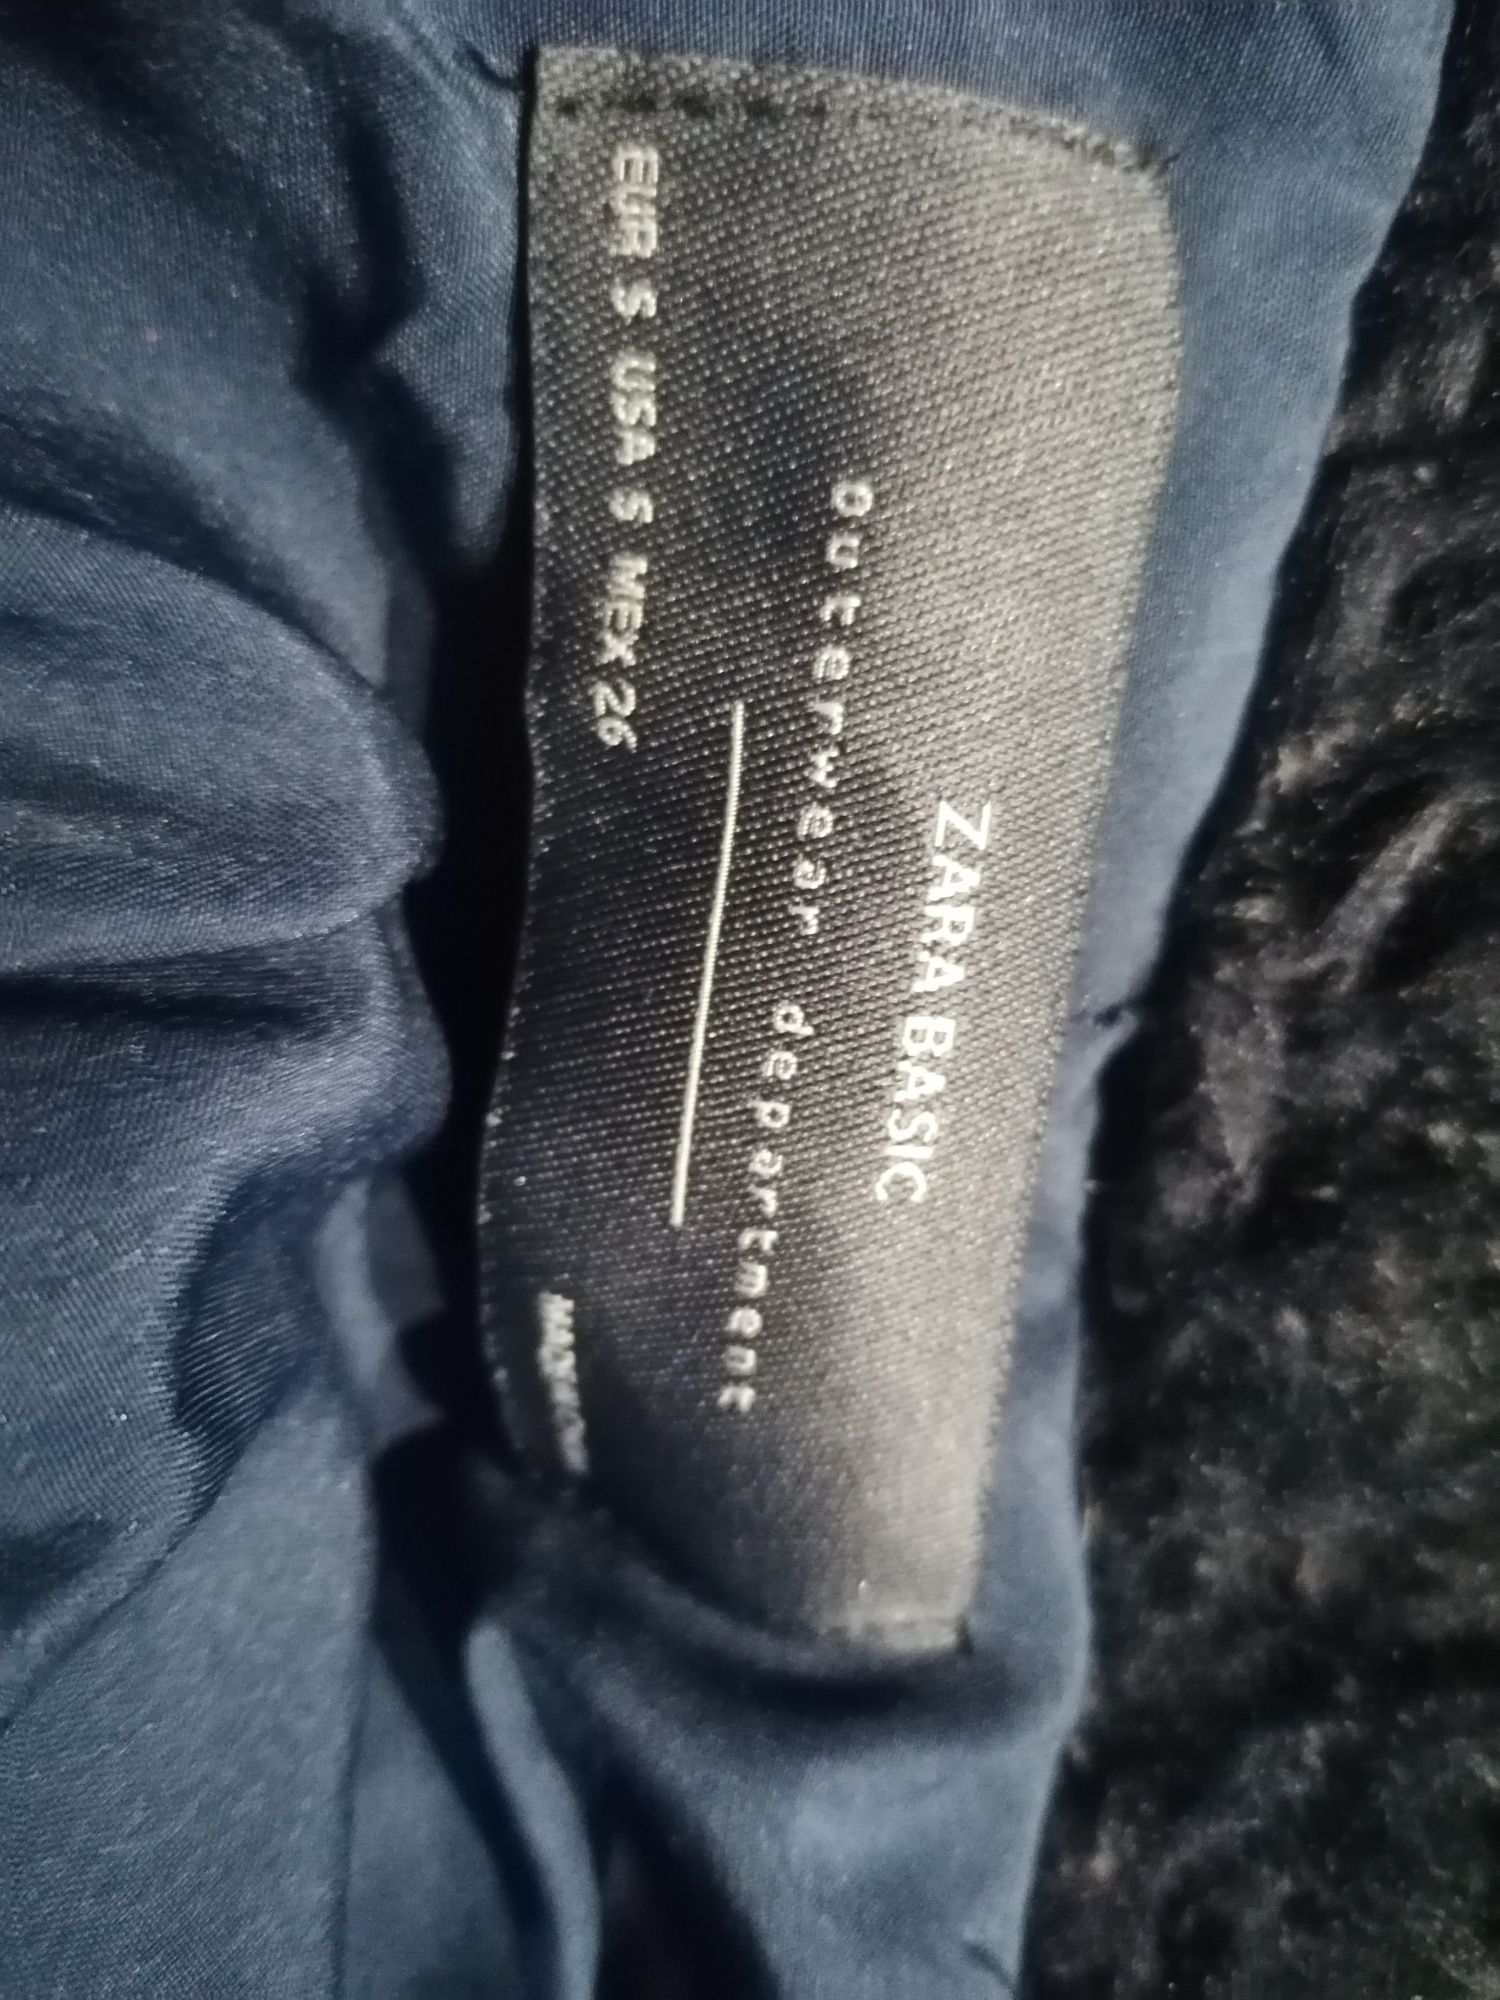 ZARA BASIC
outerwear department
EUR S USA S MEX 26